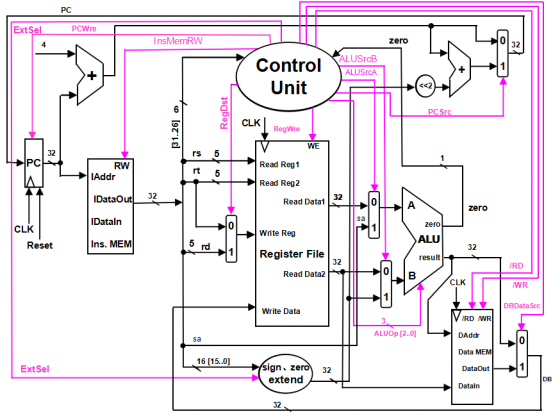 PC
ExtSel
PCWre
InsMemRW
4
Control
Unit
ALUSrcB
ALUSrcA
zero
<<2
0
1
32
PCSrc
6
[31..26]
RegDst
CLK
RegWre
WE
PC
32
RW
IAddr
IDataOut
IDataIn
Ins. MEM
32
CLK
Reset
rs
5
rt
5
5
rd
0
1
Read Reg1
Read Reg2
Read Data1
Write Reg
Register File
Read Data2
Write Data
32
sa
32
0
1
0
1
A
B
zero
ALU
result
1
zero
32
/RD
/WR
DBDataSrc
3
ALUOp [2..0]
CLK
/RD
/WR
DAddr
Data MEM
DataOut
DataIn
0
1
DB
sa
16 [15..0]
sign、zero
extend
32
32
32
ExtSel